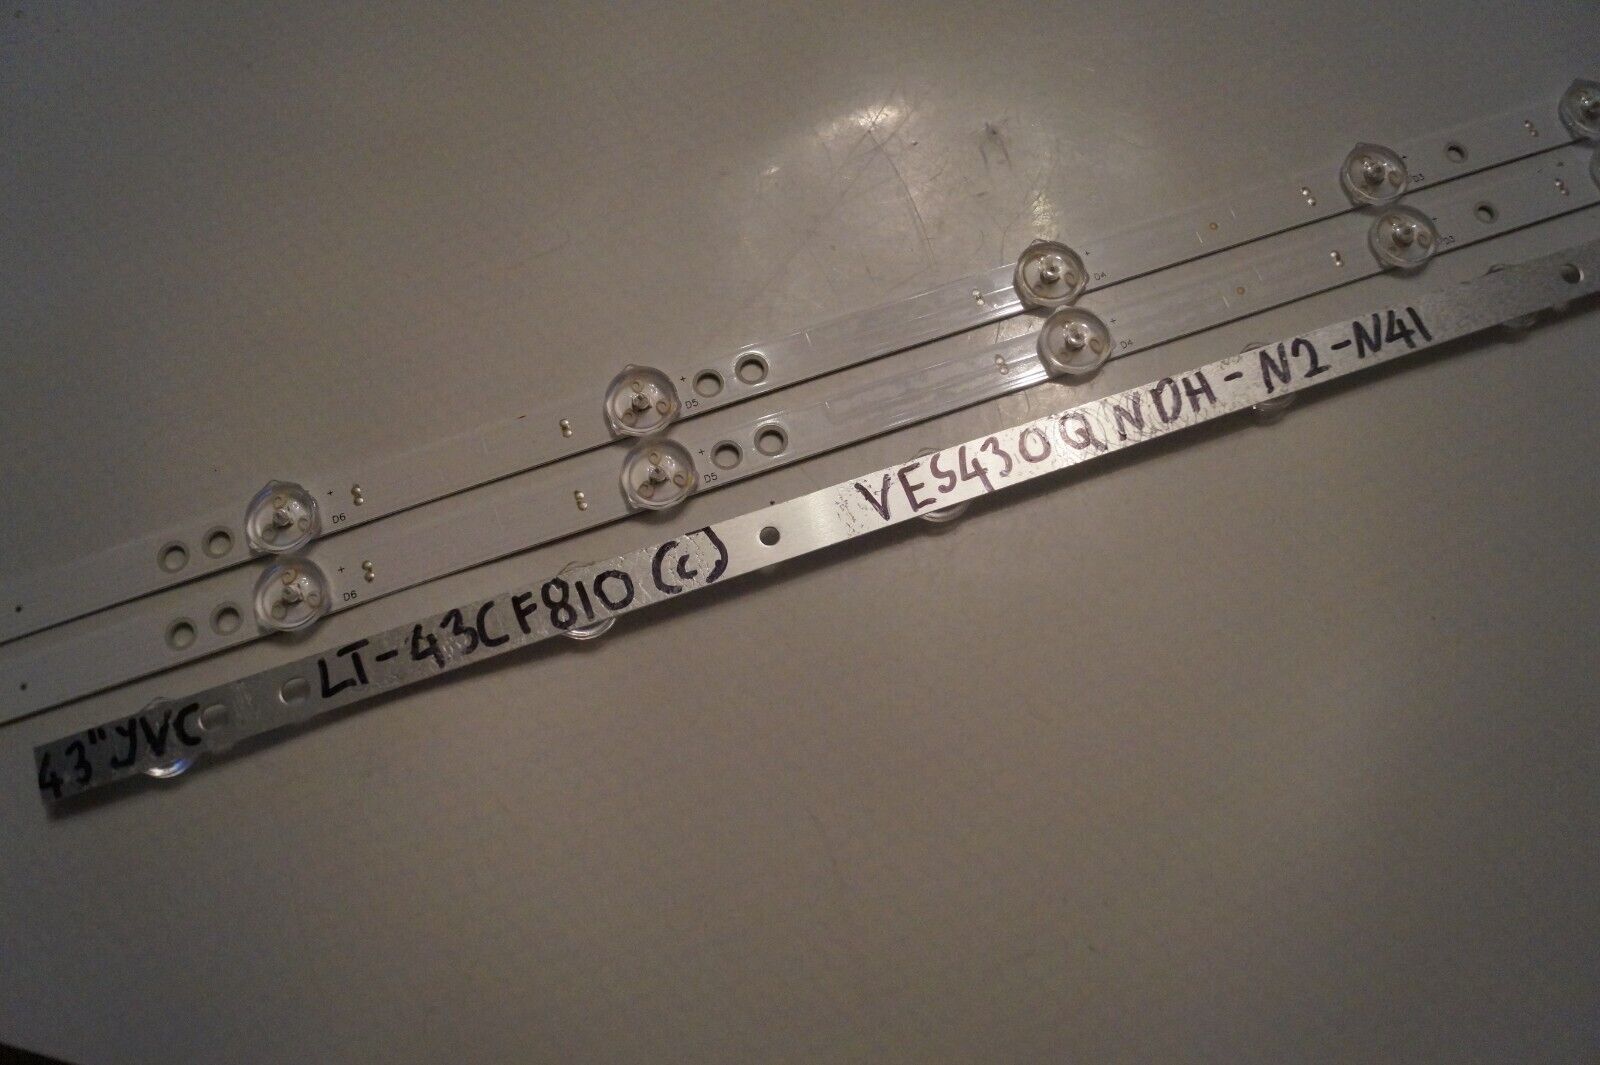 D3
D3
D4
D4
D5
D5
D6
D6
43" JVC LT-43CF810 (C) VES430QNDH-N2-N41